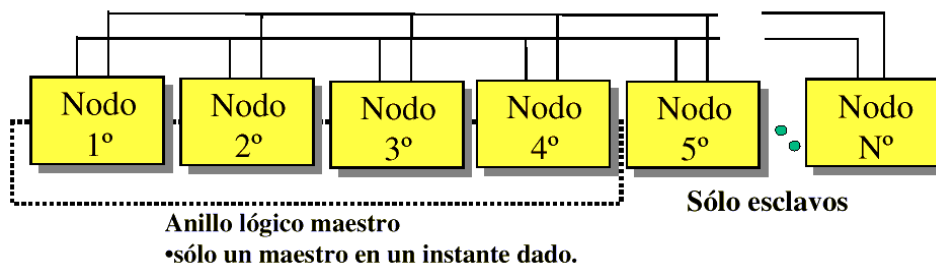 Nodo 1º
Nodo 2º
Nodo 3º
Nodo 4º
Nodo 5º
Nodo Nº
Sólo esclavos
Anillo lógico maestro
•sólo un maestro en un instante dado.